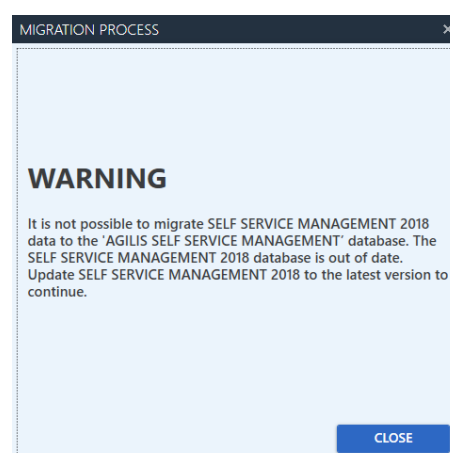 MIGRATION PROCESS
WARNING
It is not possible to migrate SELF SERVICE MANAGEMENT 2018
data to the 'AGILIS SELF SERVICE MANAGEMENT' database. The
SELF SERVICE MANAGEMENT 2018 database is out of date.
Update SELF SERVICE MANAGEMENT 2018 to the latest version to
continue.
CLOSE